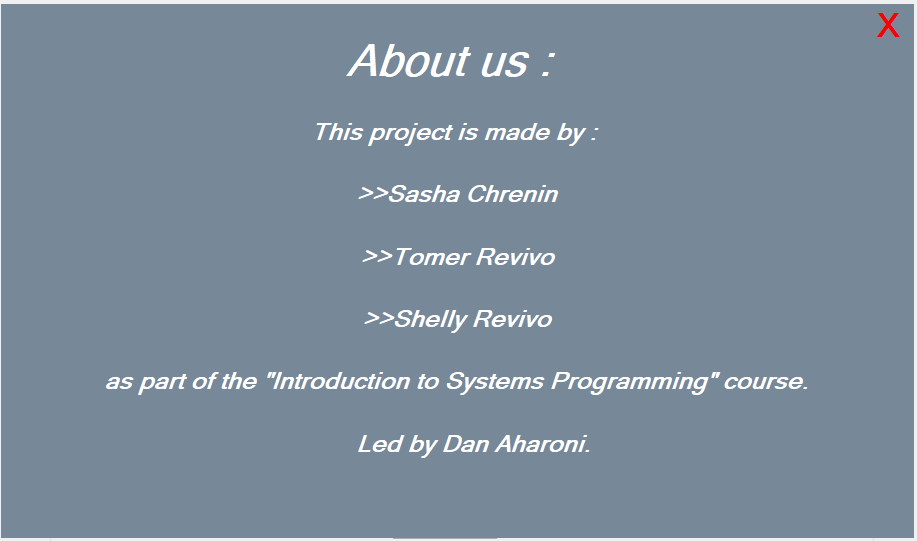 X
About us :
This project is made by :
>>Sasha Chrenin
>>Tomer Revivo
>>Shelly Revivo
as part of the "Introduction to Systems Programming" course.
Led by Dan Aharoni.